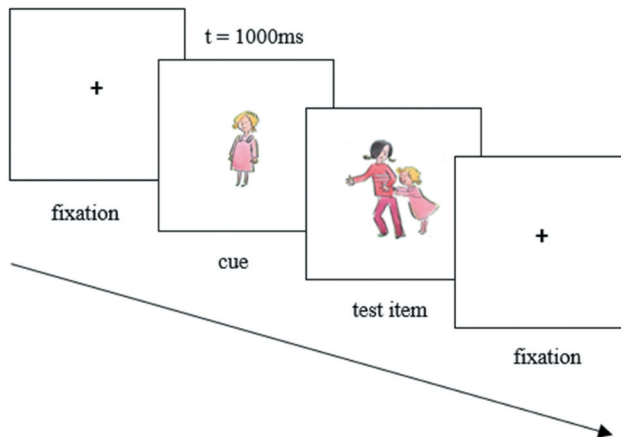 t = 1000ms
+
fixation
cue
test item
+
fixation